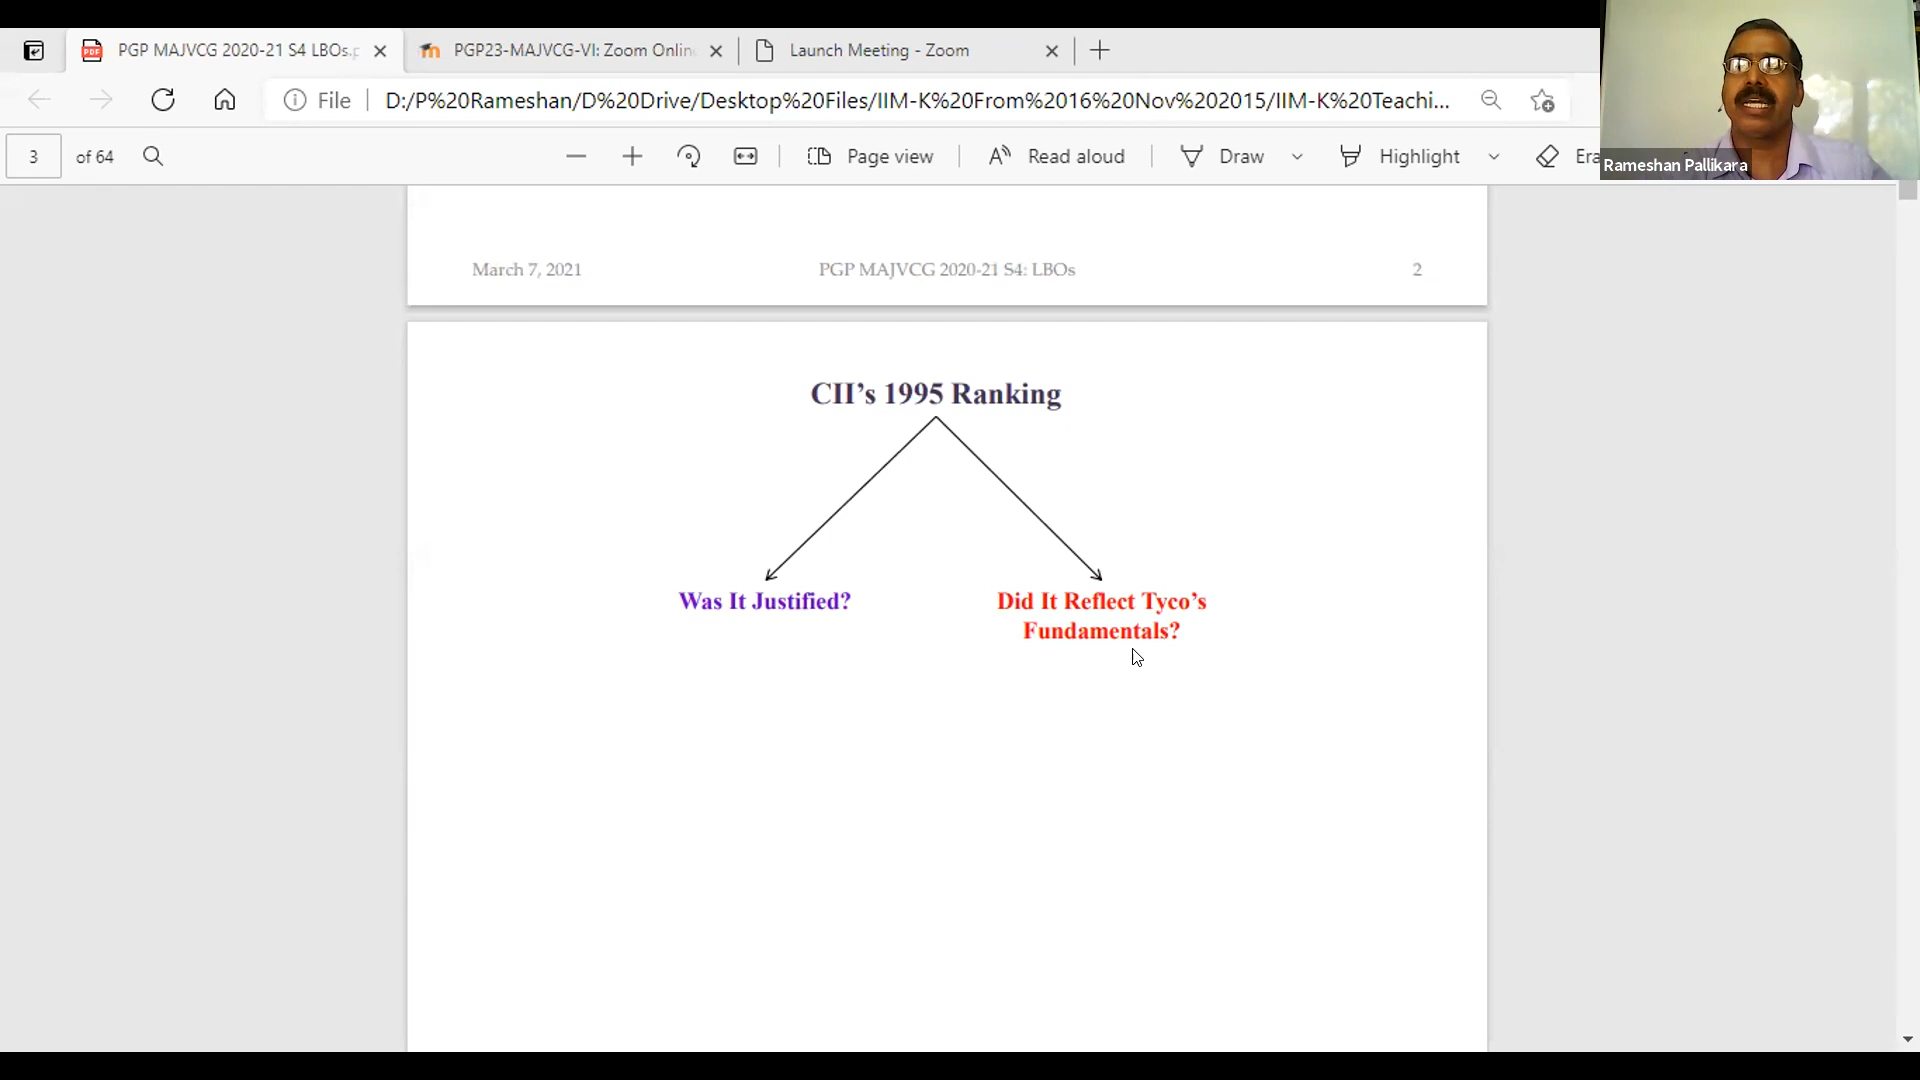 PGP MAJVCG 2020-21 S4 LBOs.p
PGP23-MAJVCG-VI: Zoom Onlin
Launch Meeting - Zoom
File
D:/P%20Rameshan/D%20Drive/Desktop%20Files/IIM-K%20From%2016%20Nov%202015/IIM-K%20Teachi...
Rameshan Pallikara
3 of 64
Page view
Read aloud
Draw
Highlight
Era
March 7, 2021
PGP MAJVCG 2020-21 S4: LBOs
2
CII’s 1995 Ranking
Was It Justified?
Did It Reflect Tyco’s
Fundamentals?